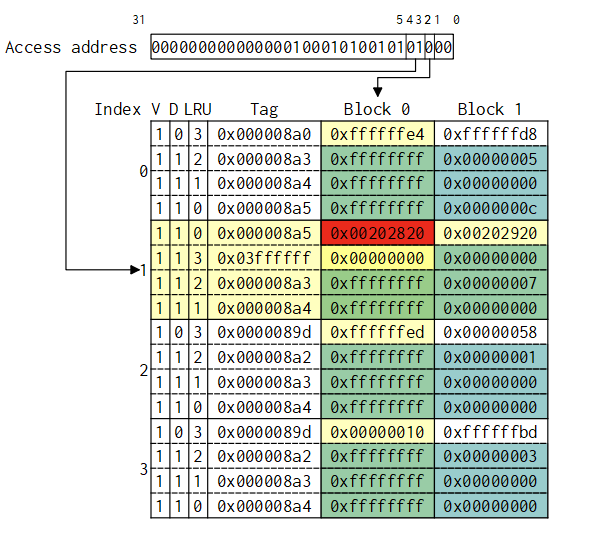 31 5 4 3 2 1 0
Access address 00000000000000010001010010101000
Index V D LRU Tag Block 0 Block 1
0
1 0 3 0x000008a0 0xffffffe4 0xffffffd8
1 1 2 0x000008a3 0xffffffff 0x00000005
1 1 1 0x000008a4 0xffffffff 0x00000000
1 1 0 0x000008a5 0xffffffff 0x0000000c
1
1 1 0 0x000008a5 0x00202820 0x00202920
1 1 3 0x03ffffff 0x00000000 0x00000000
1 1 2 0x000008a3 0xffffffff 0x00000007
1 1 1 0x000008a4 0xffffffff 0x00000000
2
1 0 3 0x0000089d 0xffffffed 0x00000058
1 1 2 0x000008a2 0xffffffff 0x00000001
1 1 1 0x000008a3 0xffffffff 0x00000000
1 1 0 0x000008a4 0xffffffff 0x00000000
3
1 0 3 0x0000089d 0x00000010 0xffffffbd
1 1 2 0x000008a2 0xffffffff 0x00000003
1 1 1 0x000008a3 0xffffffff 0x00000000
1 1 0 0x000008a4 0xffffffff 0x00000000